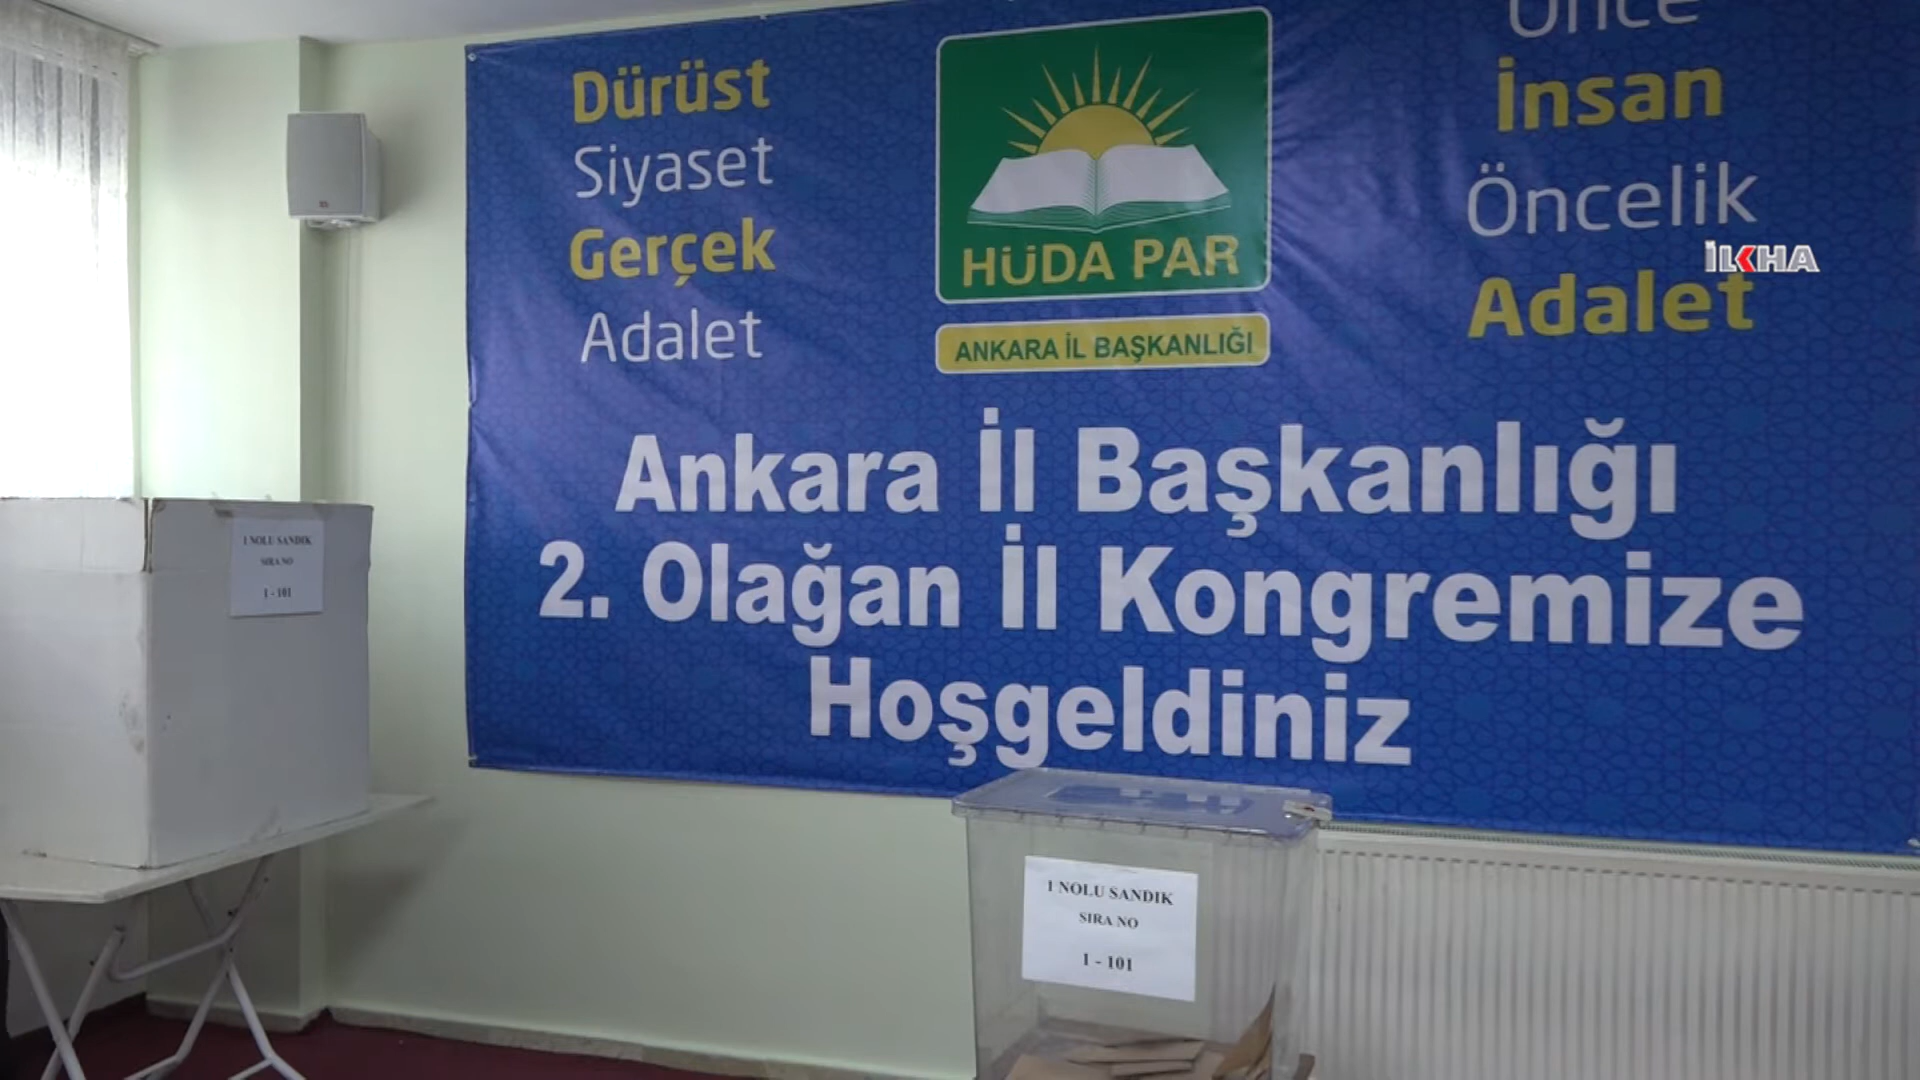 Dürüst
Siyaset
Gerçek
Adalet
HÜDA PAR
ANKARA İL BAŞKANLIĞI
Önce
İnsan
Öncelik
Adalet
İLKHA
Ankara İl Başkanlığı
2. Olağan İl Kongremize
Hoşgeldiniz
1 NOLU SANDIK
SIRA NO
1 - 101
1 NOLU SANDIK
SIRA NO
1 - 101